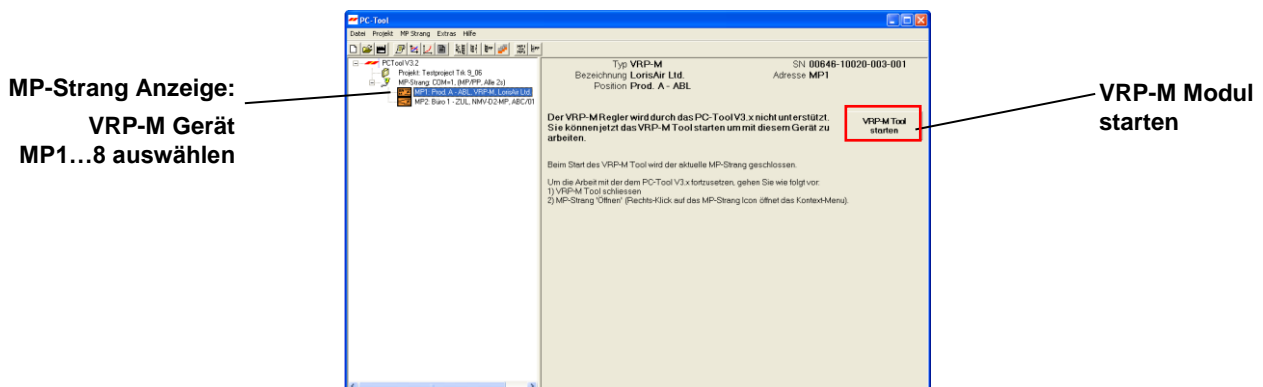 PC-Tool
Datei Projekt MP Strang Extras Hilfe
PCTool V3.2
Projekt: Testproject Trk 9_06
MP-Strang: COM=1, (MP/PP, Alle 2s)
MP1: Prod. A - ABL, VRP-M, LorisAir Ltd.
MP2: Büro 1 - ZUL, NMV-D2-MP, ABC/01
MP-Strang Anzeige:
VRP-M Gerät
MP1…8 auswählen
Typ VRP-M
SN 00646-10020-003-001
Bezeichnung LorisAir Ltd.
Adresse MP1
Position Prod. A - ABL
Der VRP-M Regler wird durch das PC-Tool V3.x nicht unterstützt.
Sie können jetzt das VRP-M Tool starten um mit diesem Gerät zu
arbeiten.
VRP-M Tool
starten
VRP-M Modul
starten
Beim Start des VRP-M Tool wird der aktuelle MP-Strang geschlossen.
Um die Arbeit mit der dem PC-Tool V3.x fortzusetzen, gehen Sie wie folgt vor:
1) VRP-M Tool schliessen
2) MP-Strang 'Öffnen' (Rechts-Klick auf das MP-Strang Icon öffnet das Kontext-Menu).